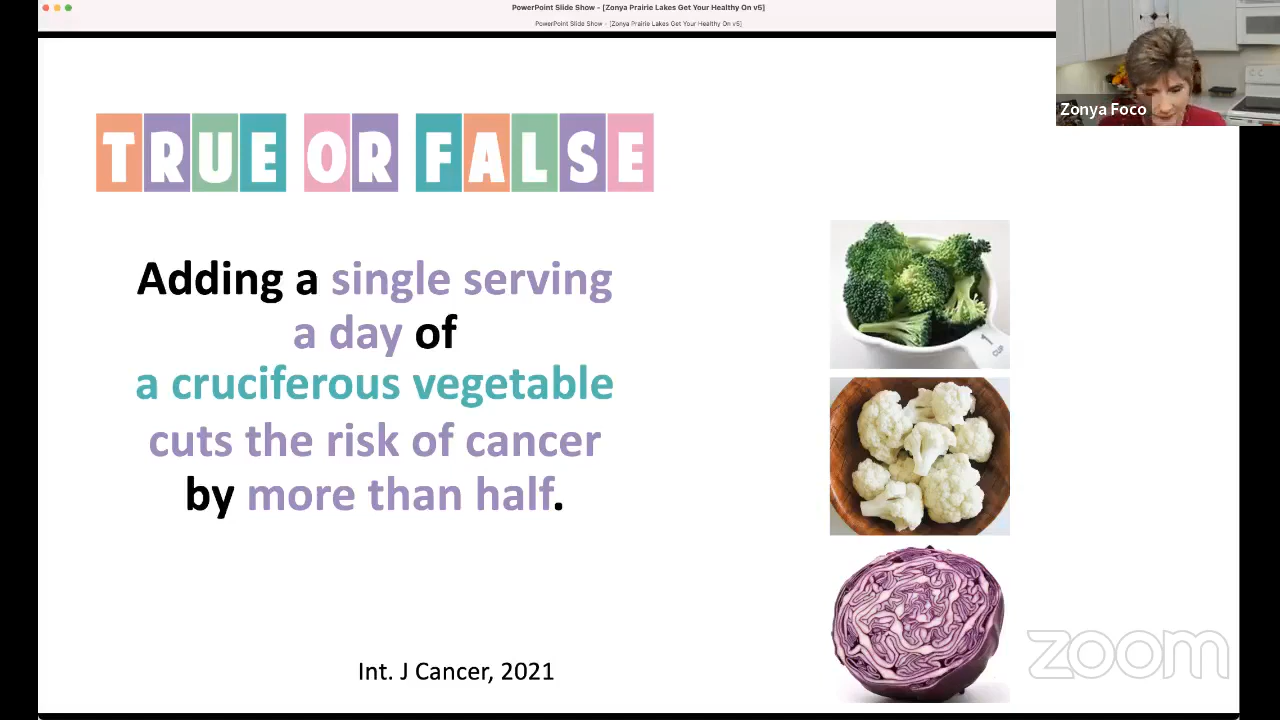 PowerPoint Slide Show - [Zonya Prairie Lakes Get Your Healthy On v5]
PowerPoint Slide Show - [Zonya Prairie Lakes Get Your Healthy On v5]
Zonya Foco
TRUE OR FALSE
Adding a single serving
a day of
a cruciferous vegetable
cuts the risk of cancer
by more than half.
1
CUP
Int. J Cancer, 2021
zoom